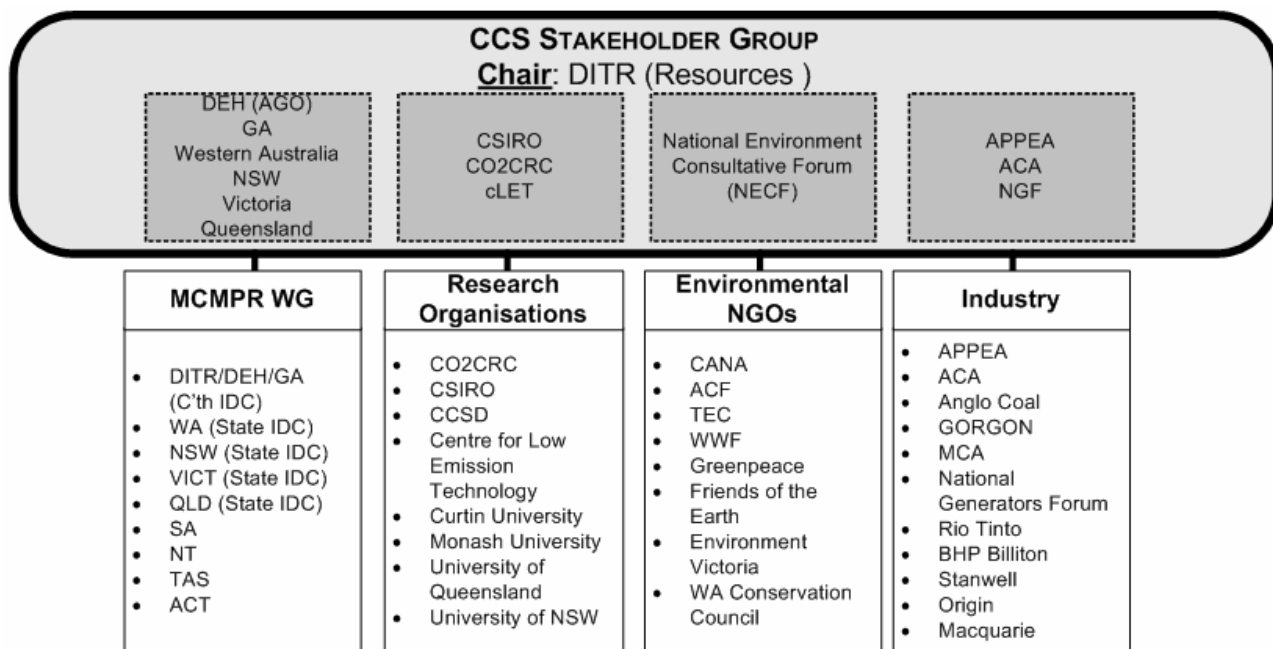 CCS STAKEHOLDER GROUP
Chair: DITR (Resources )
DEH (AGO)
GA
Western Australia
NSW
Victoria
Queensland
CSIRO
CO2CRC
cLET
National Environment
Consultative Forum
(NECF)
APPEA
ACA
NGF
MCMPR WG
• DITR/DEH/GA
(C'th IDC)
• WA (State IDC)
• NSW (State IDC)
• VICT (State IDC)
• QLD (State IDC)
• SA
• NT
• TAS
• ACT
Research
Organisations
• CO2CRC
• CSIRO
• CCSD
• Centre for Low
Emission
Technology
• Curtin University
• Monash University
• University of
Queensland
• University of NSW
Environmental
NGOs
• CANA
• ACF
• TEC
• WWF
• Greenpeace
• Friends of the
Earth
• Environment
Victoria
• WA Conservation
Council
Industry
• APPEA
• ACA
• Anglo Coal
• GORGON
• MCA
• National
Generators Forum
• Rio Tinto
• BHP Billiton
• Stanwell
• Origin
• Macquarie